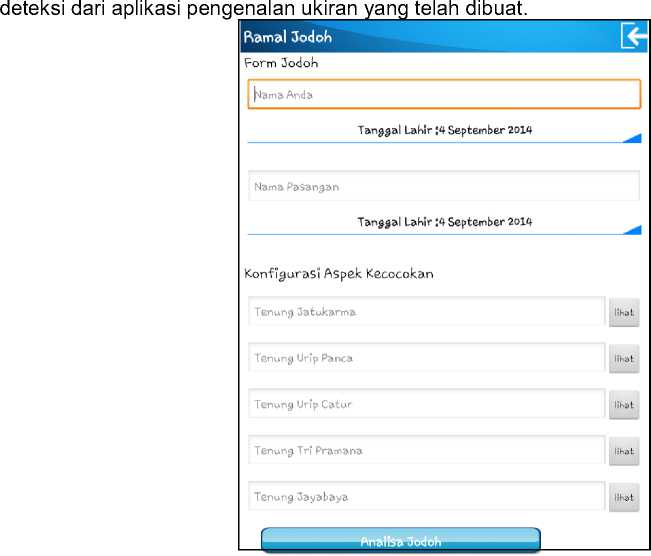 deteksi dari aplikasi pengenalan ukiran yang telah dibuat.
Ramal Jodoh
Form Jodoh
Nama Anda
Tanggal Lahir :4 September 2014
Nama Pasangan
Tanggal Lahir :4 September 2014
Konfigurasi Aspek Kecocokan
Tenung Jatukarma lihat
Tenung Urip Panca lihat
Tenung Urip Catur lihat
Tenung Tri Pramana lihat
Tenung Jayabaya lihat
Analisa Jodoh